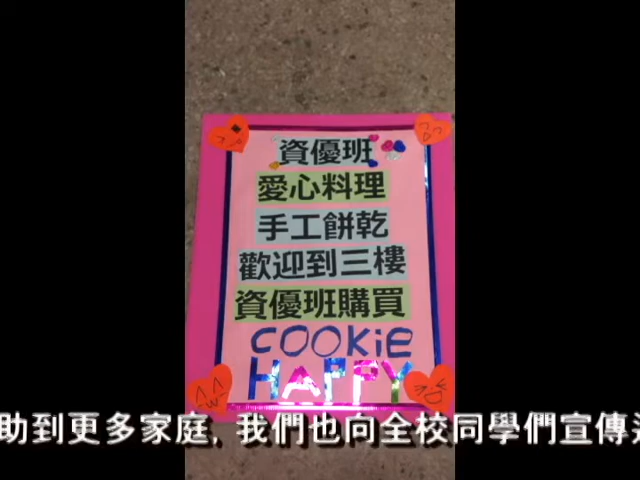 資優班
愛心料理
手工餅乾
歡迎到三樓
資優班購買
COOKiE
HAPPY
助到更多家庭, 我們也向全校同學們宣傳